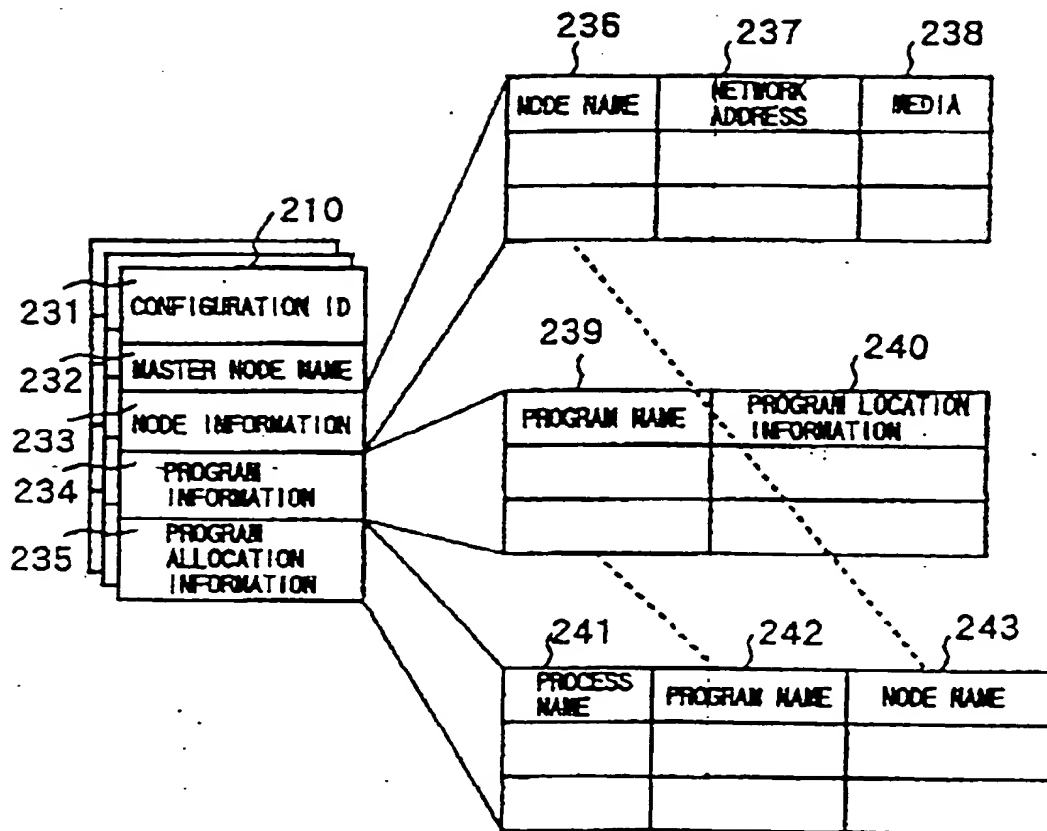 236 237 238
NODE NAME
NETWORK
ADDRESS
MEDIA
210
231
CONFIGURATION ID
232
MASTER NODE NAME
233
NODE INFORMATION
234
PROGRAM
INFORMATION
235
PROGRAM
ALLOCATION
INFORMATION
239 240
PROGRAM NAME
PROGRAM LOCATION
INFORMATION
241 242 243
PROCESS
NAME
PROGRAM NAME
NODE NAME